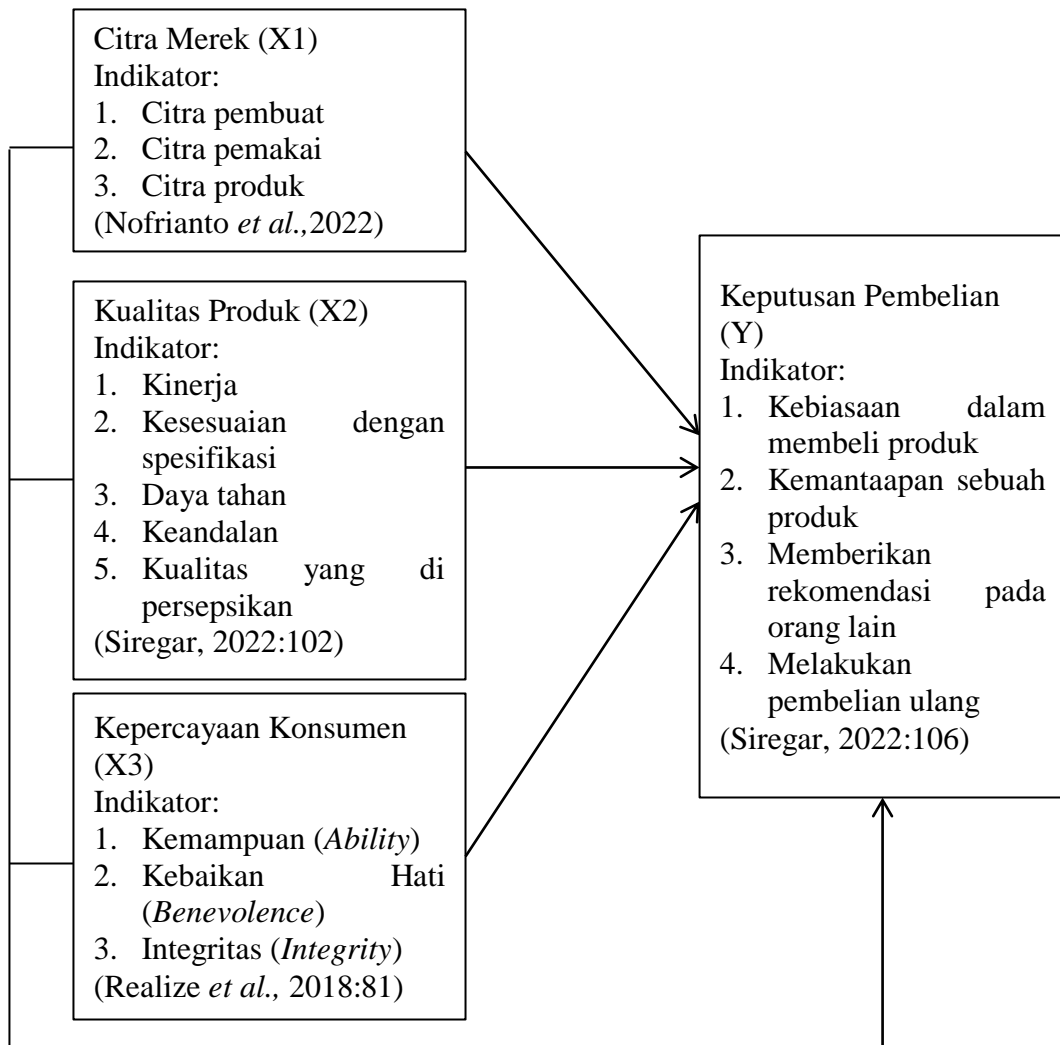 Citra Merek (X1)
Indikator:
1. Citra pembuat
2. Citra pemakai
3. Citra produk
(Nofrianto et al.,2022)
Kualitas Produk (X2)
Indikator:
1. Kinerja
2. Kesesuaian dengan
spesifikasi
3. Daya tahan
4. Keandalan
5. Kualitas yang di
persepsikan
(Siregar, 2022:102)
Kepercayaan Konsumen
(X3)
Indikator:
1. Kemampuan (Ability)
2. Kebaikan Hati
(Benevolence)
3. Integritas (Integrity)
(Realize et al., 2018:81)
Keputusan Pembelian
(Y)
Indikator:
1. Kebiasaan dalam
membeli produk
2. Kemantaapan sebuah
produk
3. Memberikan
rekomendasi pada
orang lain
4. Melakukan
pembelian ulang
(Siregar, 2022:106)